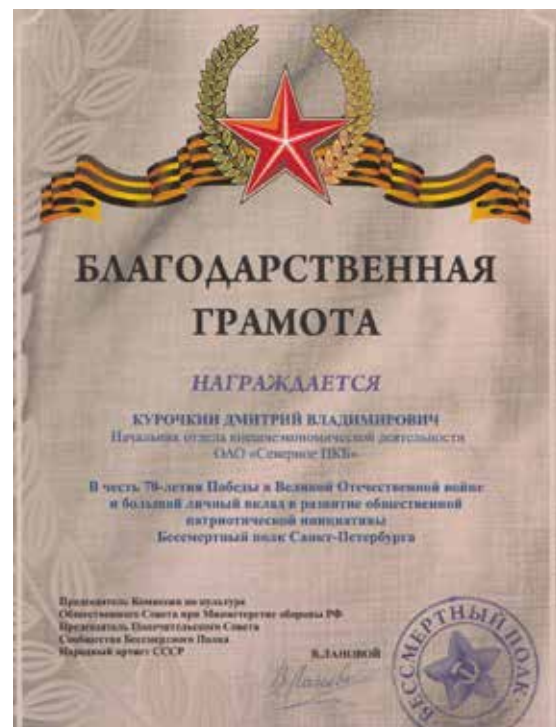 БЛАГОДАРСТВЕННАЯ
ГРАМОТА
НАГРАЖДАЕТСЯ
КУРОЧКИН ДМИТРИЙ ВЛАДИМИРОВИЧ
Начальник отдела внешнеэкономической деятельности
ОАО «Северное ПКБ»
В честь 70-летия Победы в Великой Отечественной войне
и большой личный вклад в развитие общественной
патриотической инициативы
Бессмертный полк Санкт-Петербурга
Председатель Комиссии по культуре
Общественного Совета при Министерстве обороны РФ
Председатель Попечительского Совета
Сообщества Бессмертного Полка
Народный артист СССР
В.ЛАНОВОЙ
БЕССМЕРТНЫЙ ПОЛК